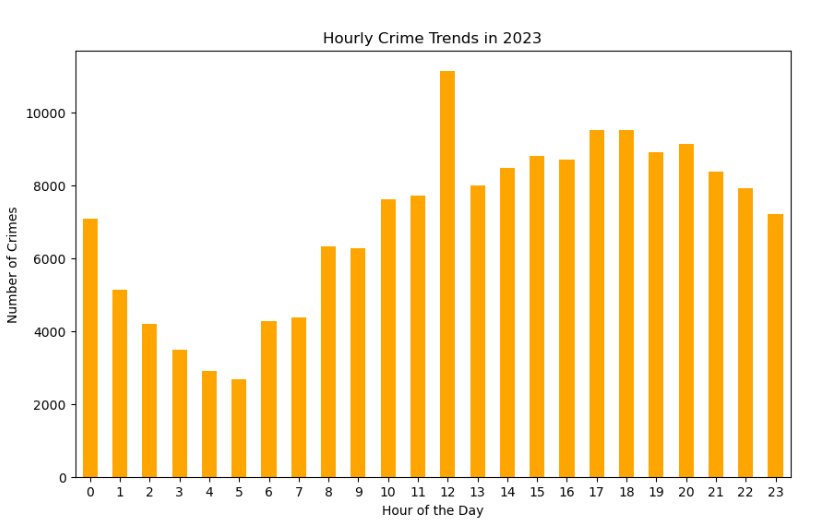 Hourly Crime Trends in 2023
Number of Crimes
10000
8000
6000
4000
2000
0
0 1 2 3 4 5 6 7 8 9 10 11 12 13 14 15 16 17 18 19 20 21 22 23
Hour of the Day